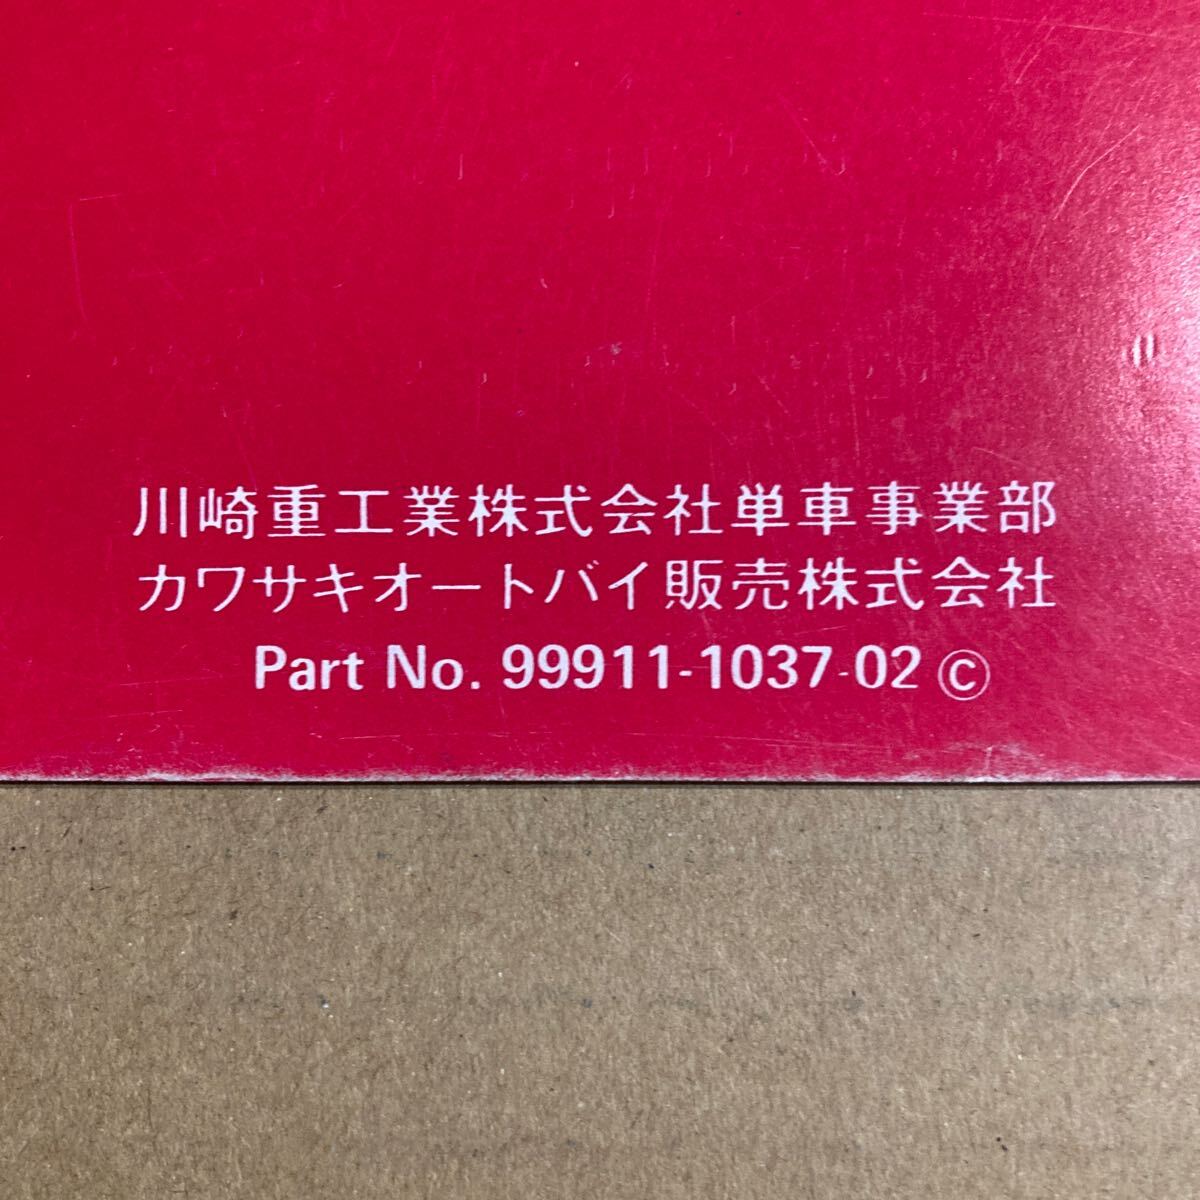 川崎重工業株式会社単車事業部
カワサキオートバイ販売株式会社
Part No. 99911-1037-02 ©